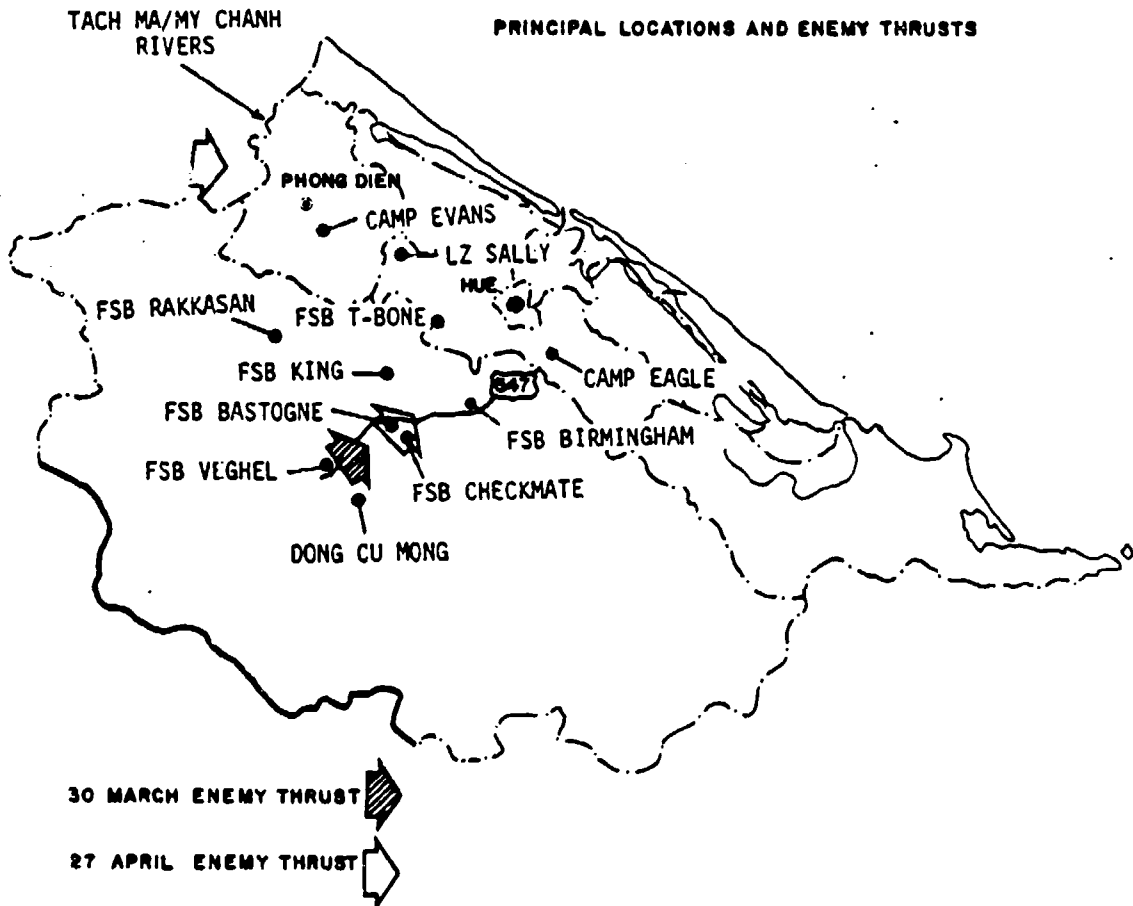 TACH MA/MY CHANH
RIVERS
PRINCIPAL LOCATIONS AND ENEMY THRUSTS
PHONG DIEN
CAMP EVANS
LZ SALLY
HUE
FSB RAKKASAN
FSB T-BONE
FSB KING
CAMP EAGLE
547
FSB BASTOGNE
FSB BIRMINGHAM
FSB VEGHEL
FSB CHECKMATE
DONG CU MONG
30 MARCH ENEMY THRUST
27 APRIL ENEMY THRUST